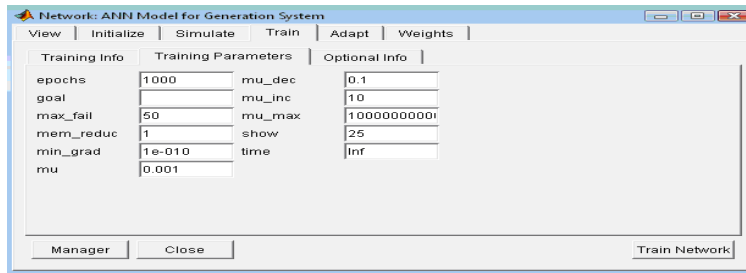 Network: ANN Model for Generation System
View Initialize Simulate Train Adapt Weights
Training Info Training Parameters Optional Info
epochs 1000 mu_dec 0.1
goal mu_inc 10
max_fail 50 mu_max 1000000000
mem_reduc 1 show 25
min_grad 1e-010 time Inf
mu 0.001
Manager Close Train Network